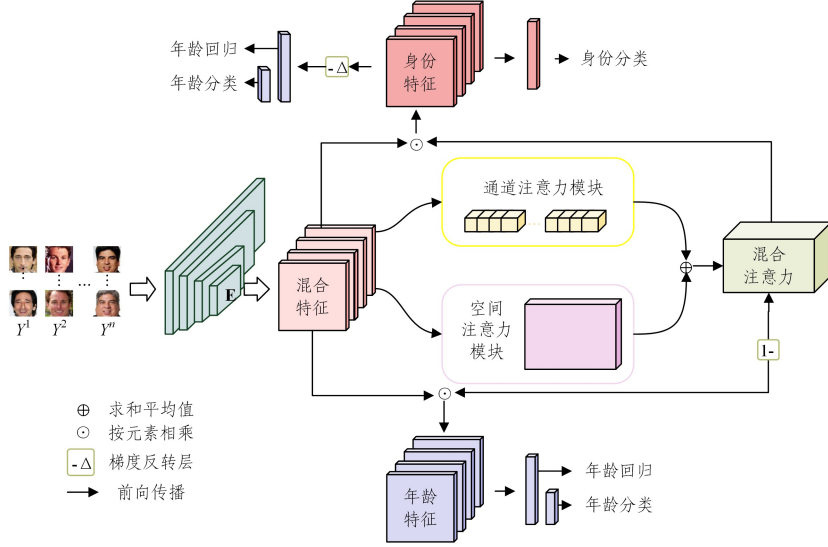 年龄回归
年龄分类
-Δ
身份
特征
身份分类
通道注意力模块
混合
特征
E
空间
注意力
模块
混合
注意力
1-
Y¹ Y² ... Yⁿ
⊕ 求和平均值
⊙ 按元素相乘
-Δ 梯度反转层
前向传播
年龄
特征
年龄回归
年龄分类